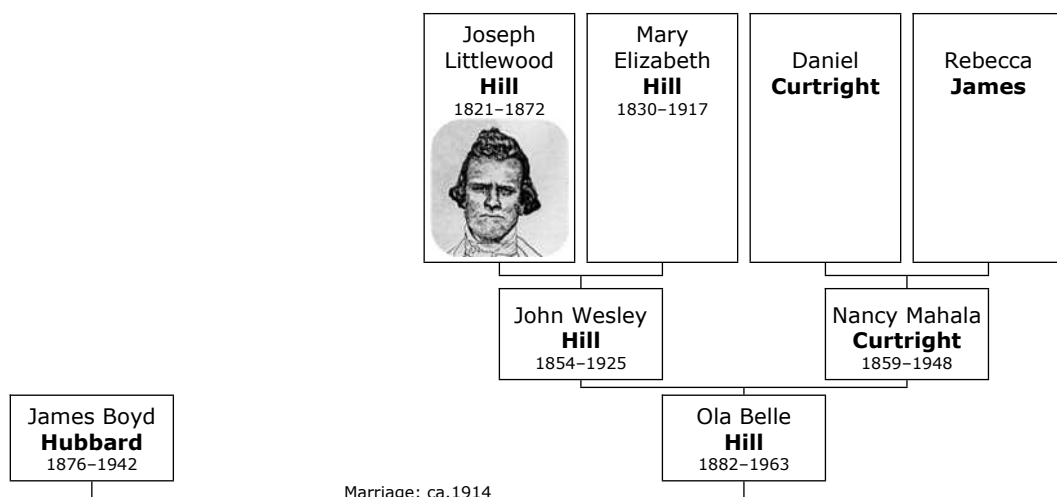 Joseph
Littlewood
Hill
1821–1872
Mary
Elizabeth
Hill
1830–1917
Daniel
Curtright
Rebecca
James
John Wesley
Hill
1854–1925
Nancy Mahala
Curtright
1859–1948
James Boyd
Hubbard
1876–1942
Ola Belle
Hill
1882–1963
Marriage: ca.1914